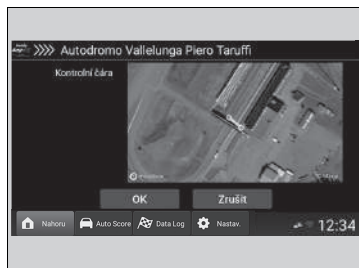 Autodromo Vallelunga Piero Taruffi
Kontrolní čára
OK
Zrušit
Nahoru
Auto Score
Data Log
Nastav.
12:34